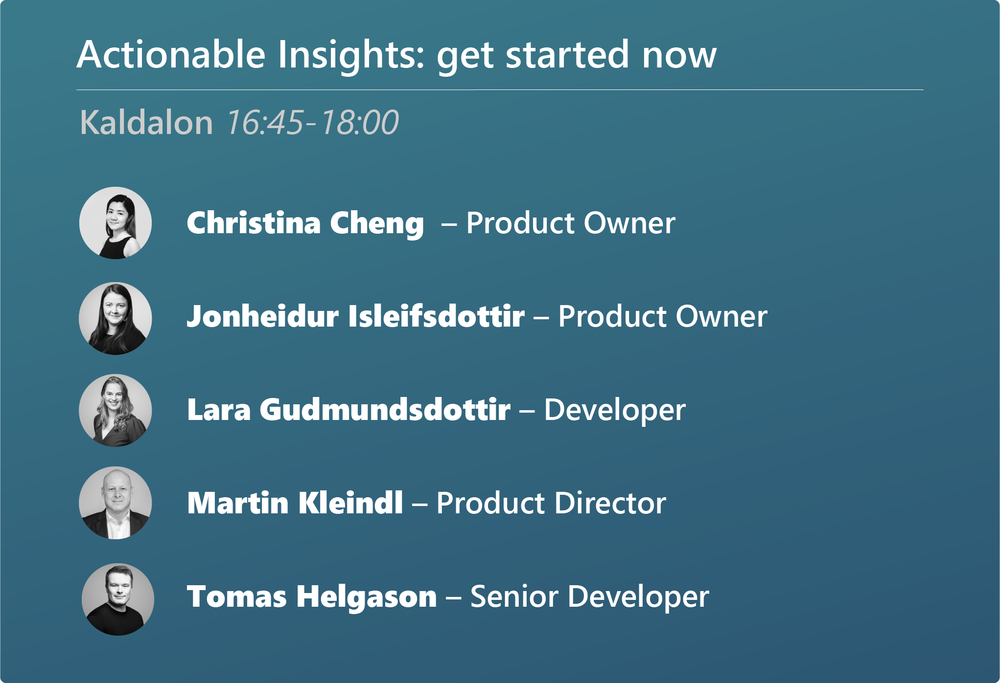 Actionable Insights: get started now
Kaldalon 16:45-18:00
Christina Cheng – Product Owner
Jonheidur Isleifsdottir – Product Owner
Lara Gudmundsdottir – Developer
Martin Kleindl – Product Director
Tomas Helgason – Senior Developer